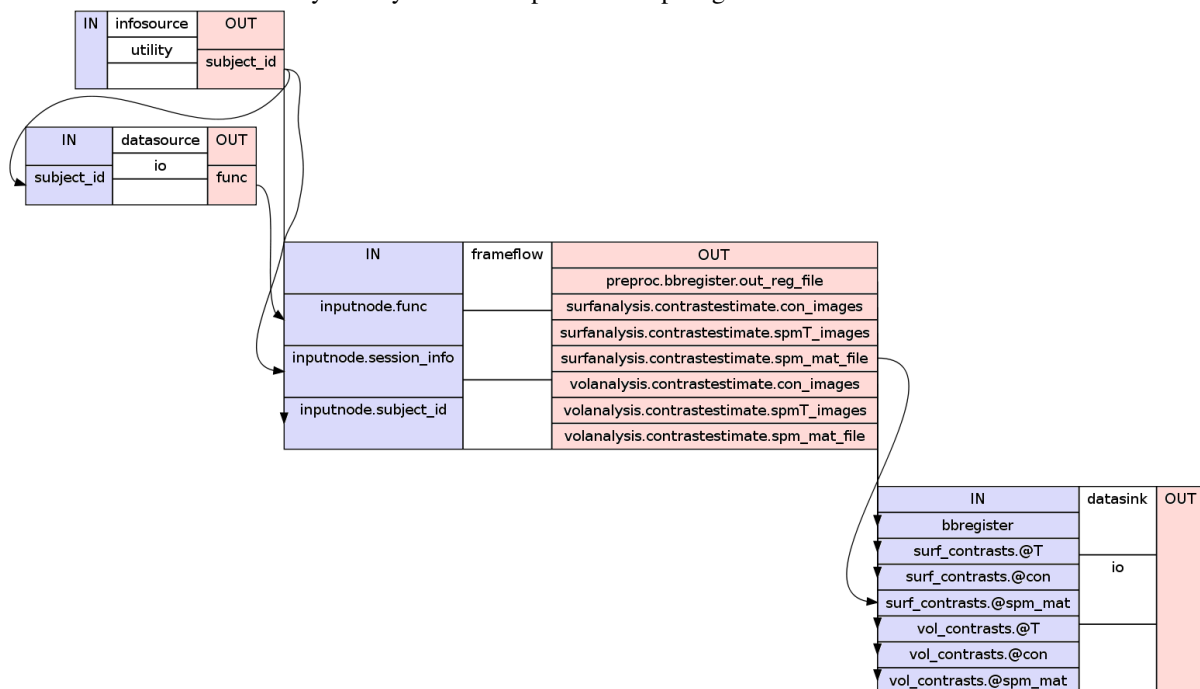 IN infosource OUT
utility
subject_id
IN datasource OUT
io
subject_id func
IN frameflow OUT
preproc.bbregister.out_reg_file
inputnode.func surfanalysis.contrastestimate.con_images
surfanalysis.contrastestimate.spmT_images
inputnode.session_info surfanalysis.contrastestimate.spm_mat_file
volanalysis.contrastestimate.con_images
inputnode.subject_id volanalysis.contrastestimate.spmT_images
volanalysis.contrastestimate.spm_mat_file
IN datasink OUT
bbregister
surf_contrasts.@T
io
surf_contrasts.@con
surf_contrasts.@spm_mat
vol_contrasts.@T
vol_contrasts.@con
vol_contrasts.@spm_mat